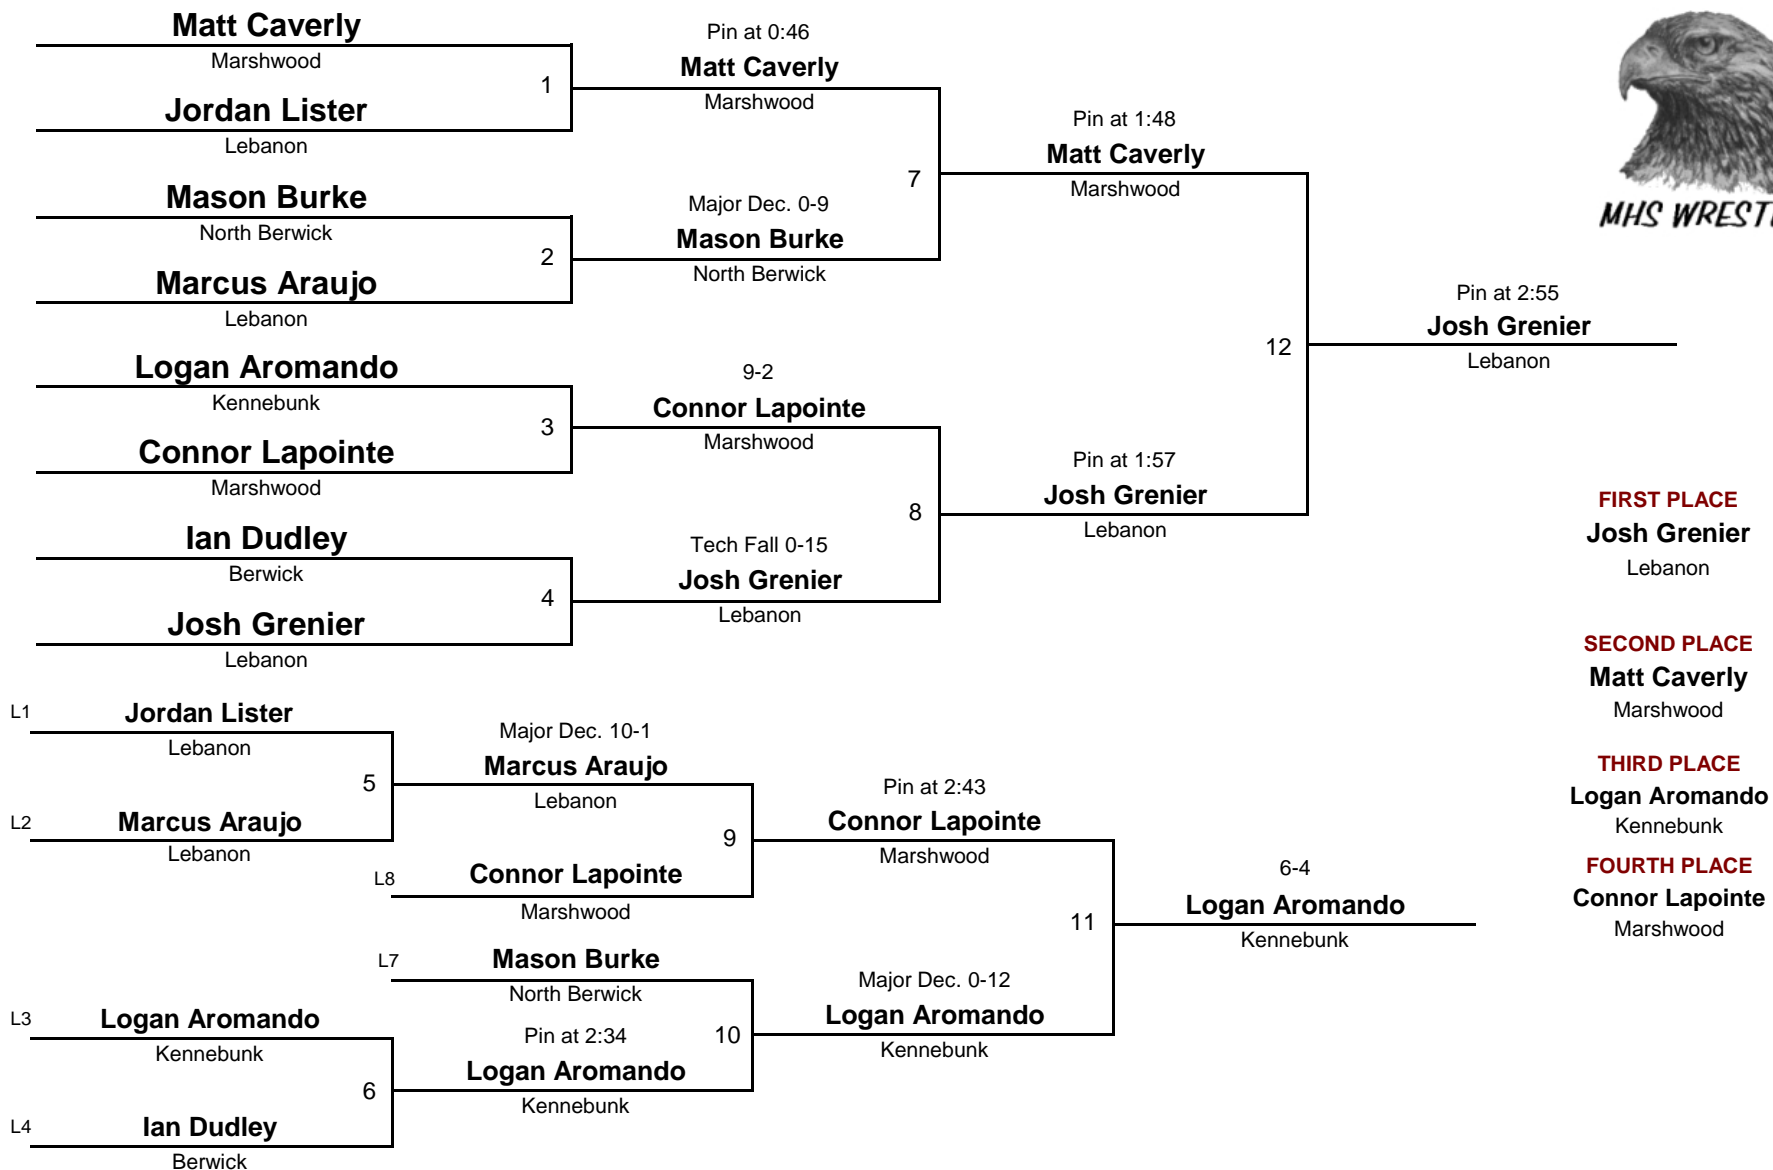 Matt Caverly
Marshwood
1
Jordan Lister
Lebanon
Mason Burke
North Berwick
2
Marcus Araujo
Lebanon
Logan Aromando
Kennebunk
3
Connor Lapointe
Marshwood
Ian Dudley
Berwick
4
Josh Grenier
Lebanon
Pin at 0:46
Matt Caverly
Marshwood
7
Major Dec. 0-9
Mason Burke
North Berwick
9-2
Connor Lapointe
Marshwood
8
Tech Fall 0-15
Josh Grenier
Lebanon
Pin at 1:48
Matt Caverly
Marshwood
12
Pin at 1:57
Josh Grenier
Lebanon
Pin at 2:55
Josh Grenier
Lebanon
MHS WREST
FIRST PLACE
Josh Grenier
Lebanon
SECOND PLACE
Matt Caverly
Marshwood
THIRD PLACE
Logan Aromando
Kennebunk
FOURTH PLACE
Connor Lapointe
Marshwood
L1
Jordan Lister
Lebanon
5
L2
Marcus Araujo
Lebanon
L3
Logan Aromando
Kennebunk
6
L4
Ian Dudley
Berwick
Major Dec. 10-1
Marcus Araujo
Lebanon
9
L8
Connor Lapointe
Marshwood
L7
Mason Burke
North Berwick
10
Pin at 2:34
Logan Aromando
Kennebunk
Pin at 2:43
Connor Lapointe
Marshwood
11
Major Dec. 0-12
Logan Aromando
Kennebunk
6-4
Logan Aromando
Kennebunk